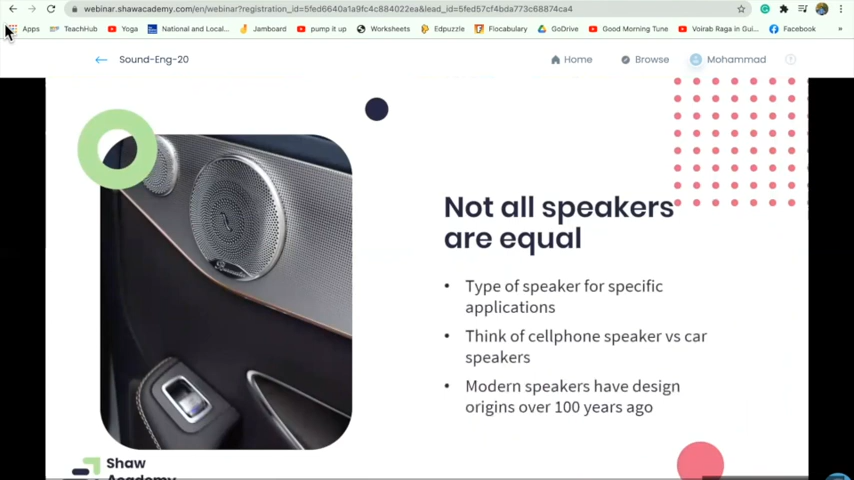 webinar.shawacademy.com/en/webinar?registration_id=5fed6640a1a9fc4c884022ea&lead_id=5fed57cf4bda773c68874ca4
Apps TeachHub Yoga National and Local... Jamboard pump it up Worksheets Edpuzzle Flocabulary GoDrive Good Morning Tune Voirab Raga in Gui... Facebook »
Sound-Eng-20 Home Browse Mohammad ?
Not all speakers
are equal
• Type of speaker for specific
applications
• Think of cellphone speaker vs car
speakers
• Modern speakers have design
origins over 100 years ago
Shaw
Academy